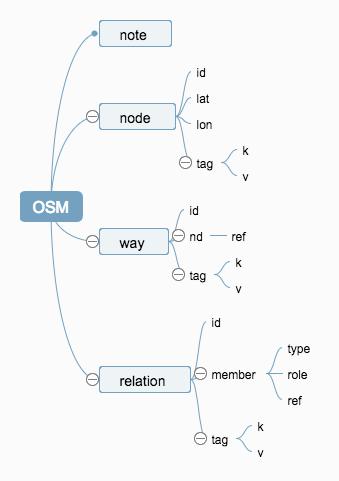 OSM
note
node
id
lat
lon
tag
k
v
way
id
nd
ref
tag
k
v
relation
id
member
type
role
ref
tag
k
v